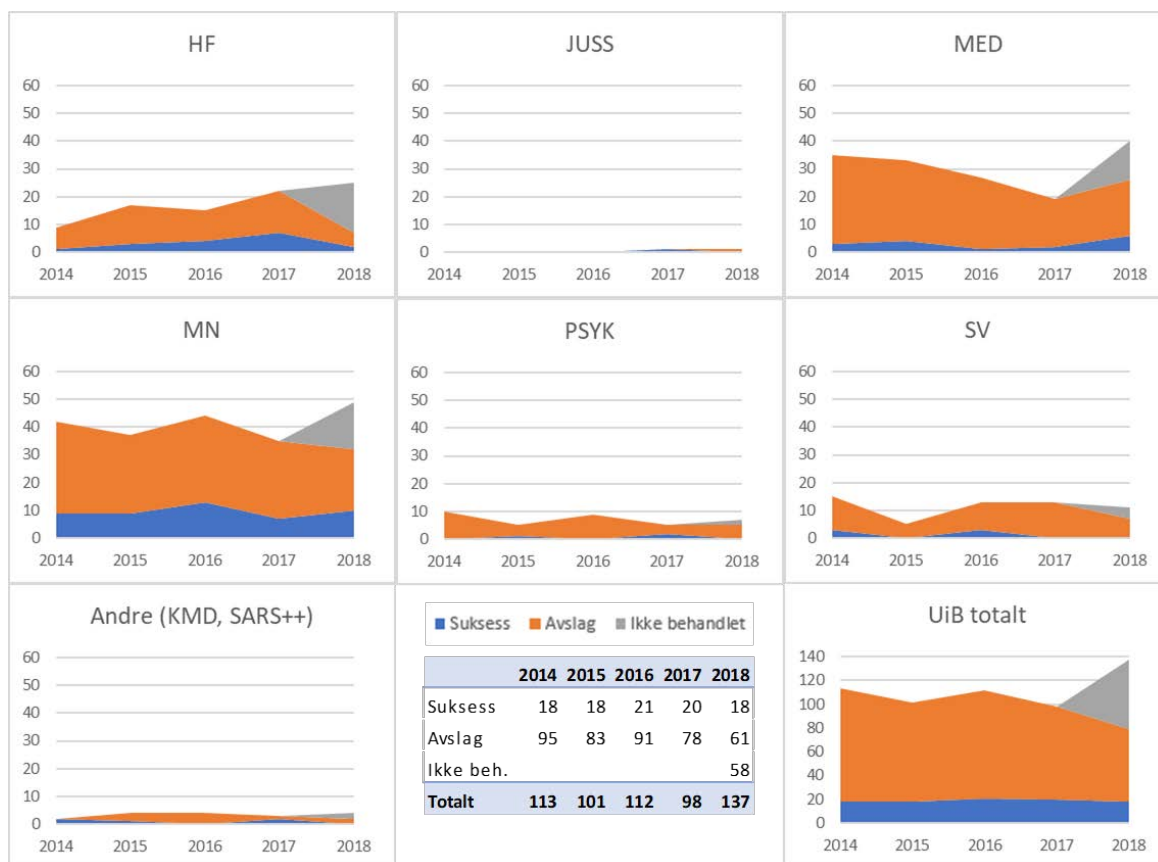 HF
60
50
40
30
20
10
0
2014 2015 2016 2017 2018
JUSS
60
50
40
30
20
10
0
2014 2015 2016 2017 2018
MED
60
50
40
30
20
10
0
2014 2015 2016 2017 2018
MN
60
50
40
30
20
10
0
2014 2015 2016 2017 2018
PSYK
60
50
40
30
20
10
0
2014 2015 2016 2017 2018
SV
60
50
40
30
20
10
0
2014 2015 2016 2017 2018
Andre (KMD, SARS++)
60
50
40
30
20
10
0
2014 2015 2016 2017 2018
Suksess Avslag Ikke behandlet
2014 2015 2016 2017 2018
Suksess 18 18 21 20 18
Avslag 95 83 91 78 61
Ikke beh. 58
Totalt 113 101 112 98 137
UiB totalt
140
120
100
80
60
40
20
0
2014 2015 2016 2017 2018